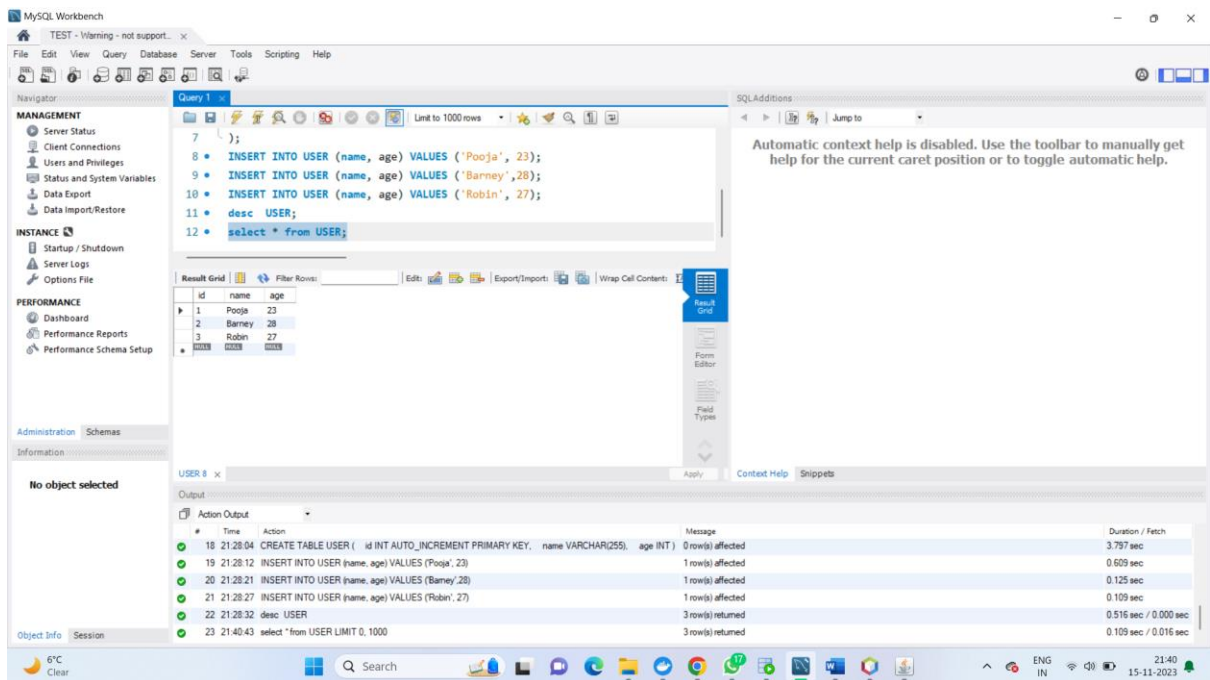 MySQL Workbench
TEST - Warning - not support...
File Edit View Query Database Server Tools Scripting Help
Navigator
MANAGEMENT
Server Status
Client Connections
Users and Privileges
Status and System Variables
Data Export
Data Import/Restore
INSTANCE
Startup / Shutdown
Server Logs
Options File
PERFORMANCE
Dashboard
Performance Reports
Performance Schema Setup
Administration Schemas
Information
No object selected
Object Info Session
Query 1
Limit to 1000 rows
7 );
8 INSERT INTO USER (name, age) VALUES ('Pooja', 23);
9 INSERT INTO USER (name, age) VALUES ('Barney',28);
10 INSERT INTO USER (name, age) VALUES ('Robin', 27);
11 desc USER;
12 select * from USER;
Result Grid Filter Rows: Edit: Export/Import: Wrap Cell Content:
id name age
1 Pooja 23
2 Barney 28
3 Robin 27
NULL NULL NULL
Result
Grid
Form
Editor
Field
Types
USER 8 Apply
SQLAdditions
Jump to
Automatic context help is disabled. Use the toolbar to manually get
help for the current caret position or to toggle automatic help.
Context Help Snippets
Output
Action Output
# Time Action Message Duration / Fetch
18 21:28:04 CREATE TABLE USER ( id INT AUTO_INCREMENT PRIMARY KEY, name VARCHAR(255), age INT ) 0 row(s) affected 3.797 sec
19 21:28:12 INSERT INTO USER (name, age) VALUES ('Pooja', 23) 1 row(s) affected 0.609 sec
20 21:28:21 INSERT INTO USER (name, age) VALUES ('Barney',28) 1 row(s) affected 0.125 sec
21 21:28:27 INSERT INTO USER (name, age) VALUES ('Robin', 27) 1 row(s) affected 0.109 sec
22 21:28:32 desc USER 3 row(s) returned 0.516 sec / 0.000 sec
23 21:40:43 select * from USER LIMIT 0, 1000 3 row(s) returned 0.109 sec / 0.016 sec
6°C
Clear
Search
ENG
IN
21:40
15-11-2023